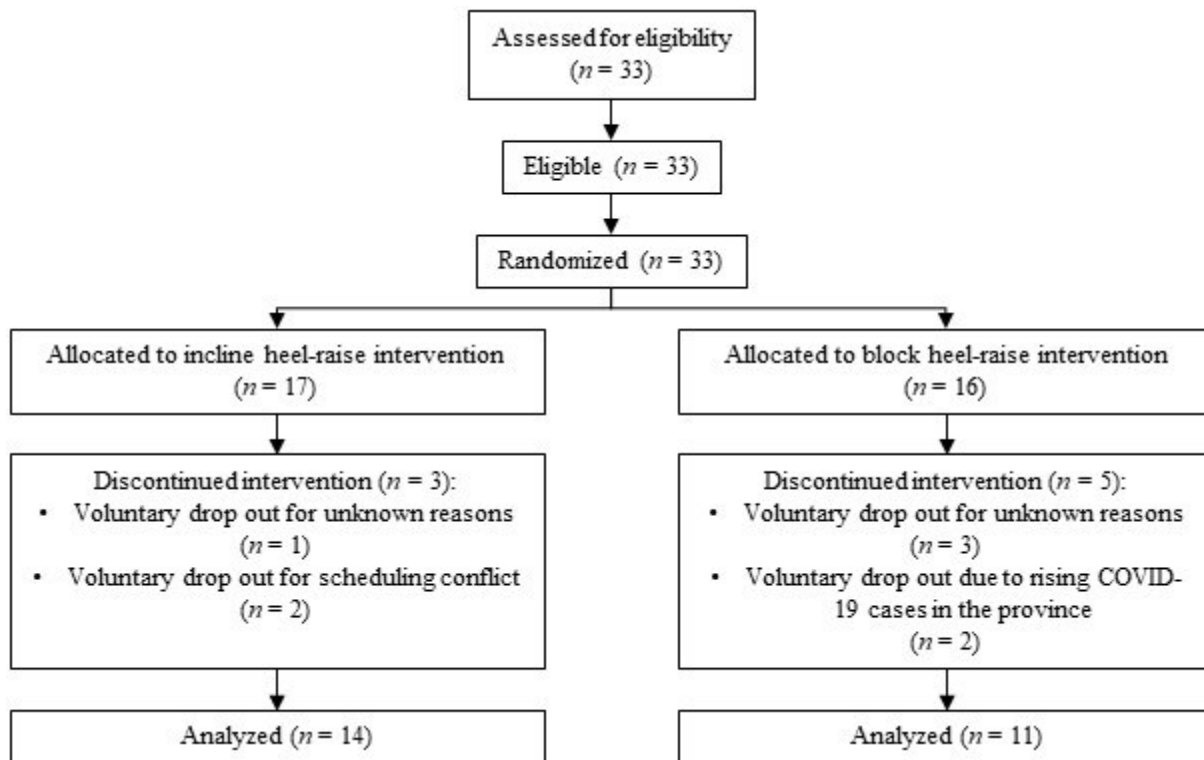 Assessed for eligibility
(n = 33)
Eligible (n = 33)
Randomized (n = 33)
Allocated to incline heel-raise intervention
(n = 17)
Allocated to block heel-raise intervention
(n = 16)
Discontinued intervention (n = 3):
• Voluntary drop out for unknown reasons
(n = 1)
• Voluntary drop out for scheduling conflict
(n = 2)
Discontinued intervention (n = 5):
• Voluntary drop out for unknown reasons
(n = 3)
• Voluntary drop out due to rising COVID-
19 cases in the province
(n = 2)
Analyzed (n = 14)
Analyzed (n = 11)